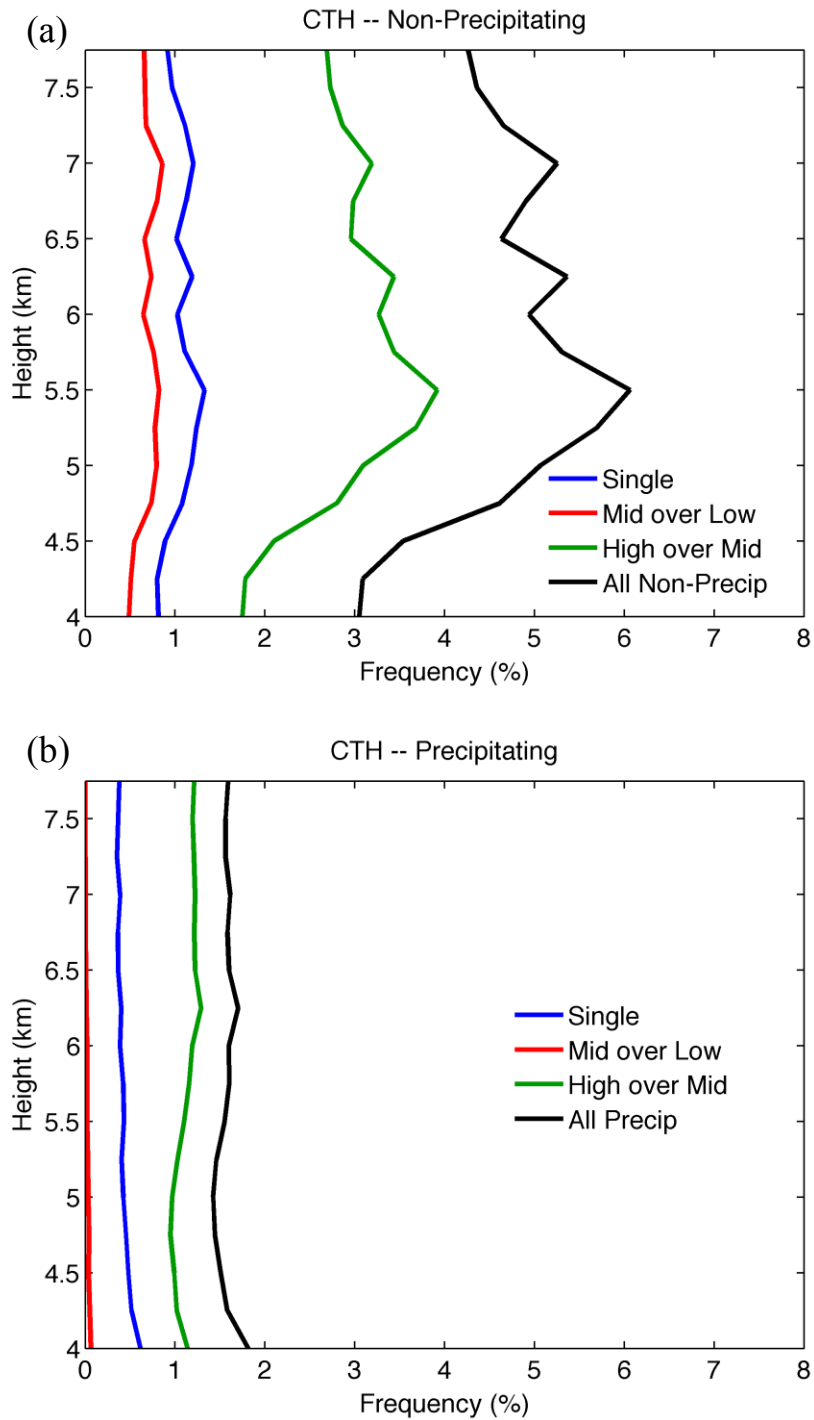 (a)
CTH -- Non-Precipitating
7.5
7
6.5
6
5.5
5
4.5
4
Height (km)
Single
Mid over Low
High over Mid
All Non-Precip
0 1 2 3 4 5 6 7 8
Frequency (%)
(b)
CTH -- Precipitating
7.5
7
6.5
6
5.5
5
4.5
4
Height (km)
Single
Mid over Low
High over Mid
All Precip
0 1 2 3 4 5 6 7 8
Frequency (%)